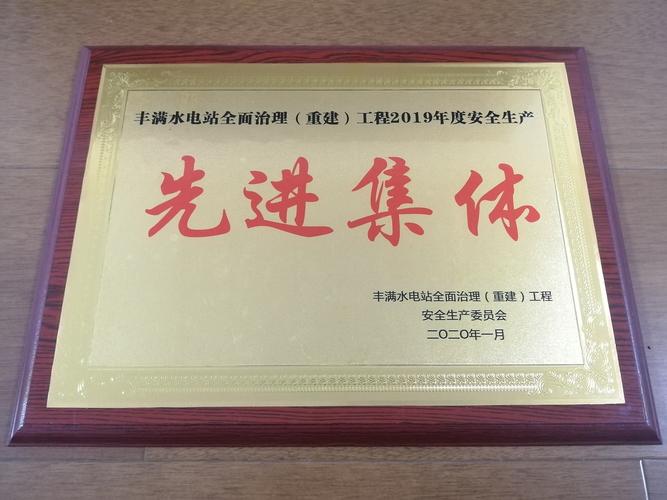 丰满水电站全面治理（重建）工程2019年度安全生产
先进集体
丰满水电站全面治理（重建）工程
安全生产委员会
二〇二〇年一月